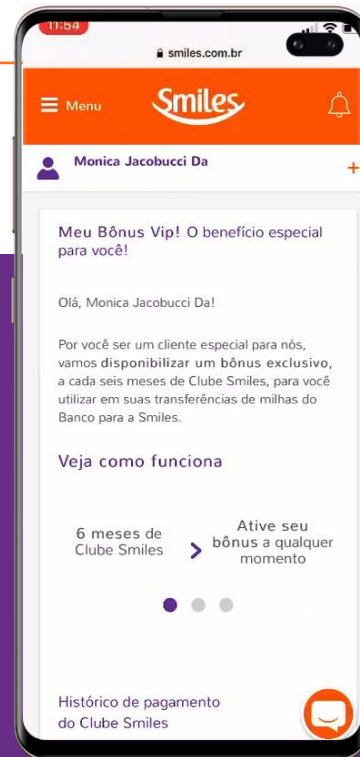 11:54
smiles.com.br
Menu
Smiles
Monica Jacobucci Da
+
Meu Bônus Vip! O benefício especial
para você!
Olá, Monica Jacobucci Da!
Por você ser um cliente especial para nós,
vamos disponibilizar um bônus exclusivo,
a cada seis meses de Clube Smiles, para você
utilizar em suas transferências de milhas do
Banco para a Smiles.
Veja como funciona
6 meses de
Clube Smiles
Ative seu
bônus a qualquer
momento
Histórico de pagamento
do Clube Smiles